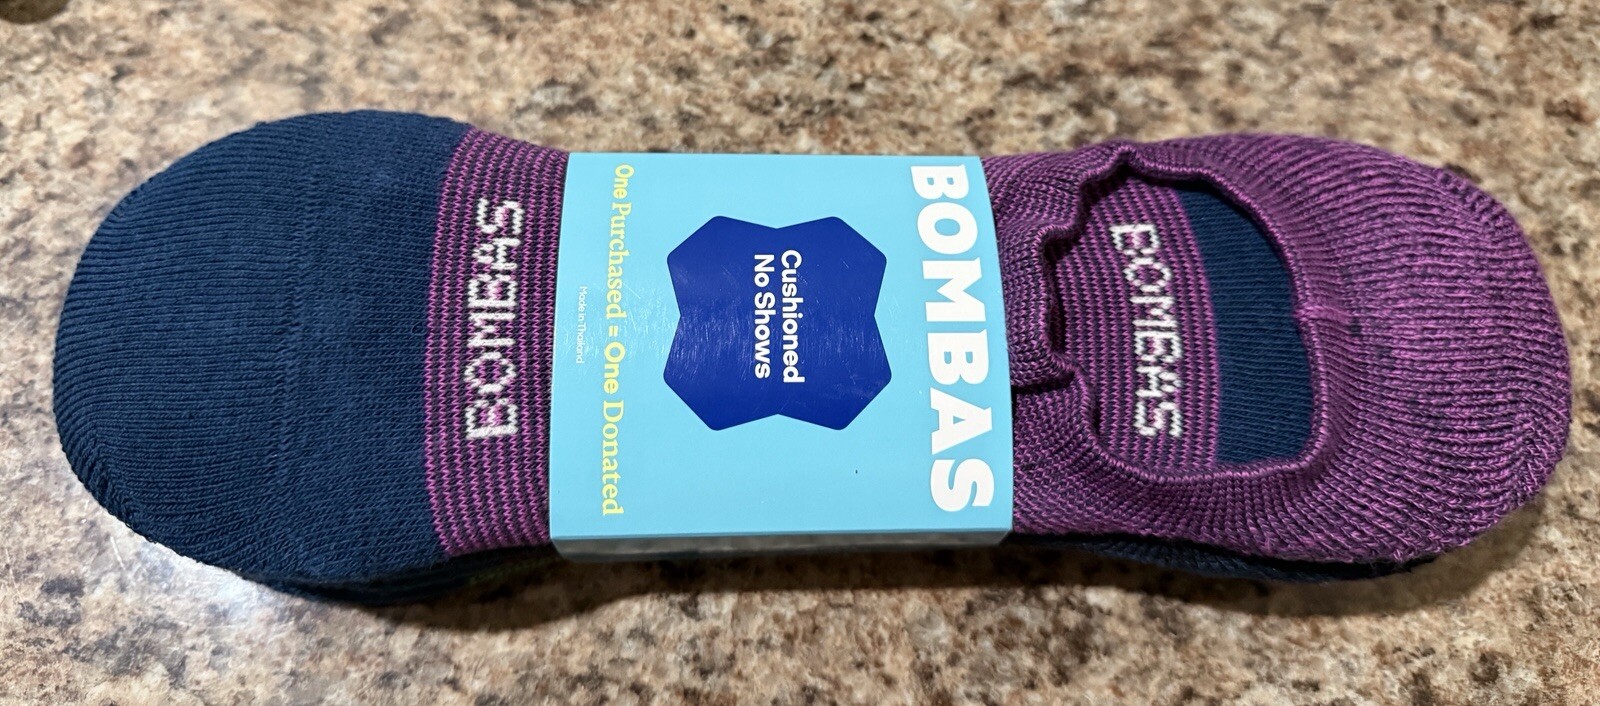 BOMBAS
Cushioned
No Shows
One Purchased = One Donated
Made in Thailand
BOMBAS
BOMBAS